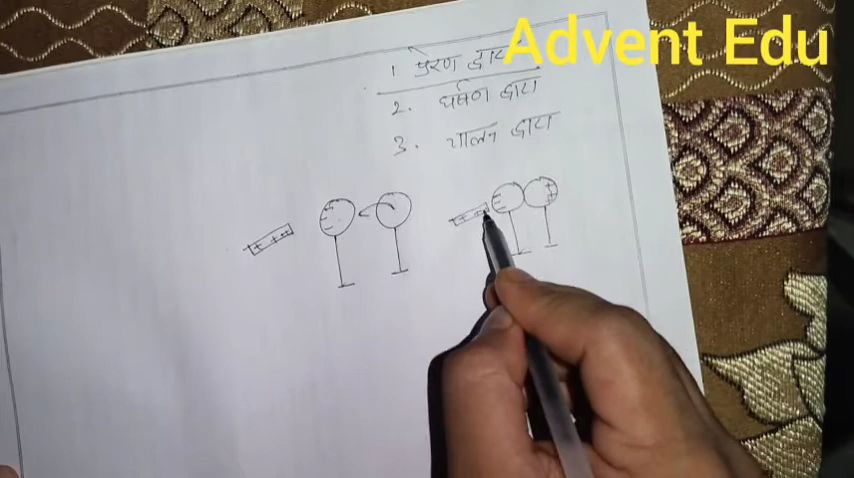 Advent Edu
1 प्रेरण द्वा
2. घर्षण द्वारा
3. चालन द्वारा